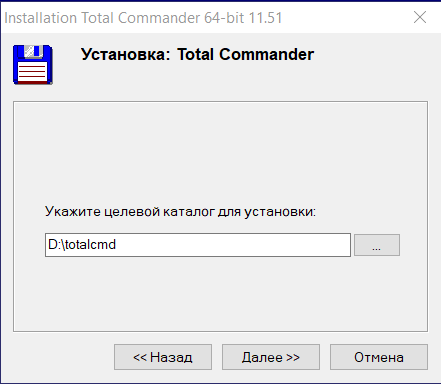 Installation Total Commander 64-bit 11.51
Установка: Total Commander
Укажите целевой каталог для установки:
D:\totalcmd
...
<< Назад
Далее >>
Отмена